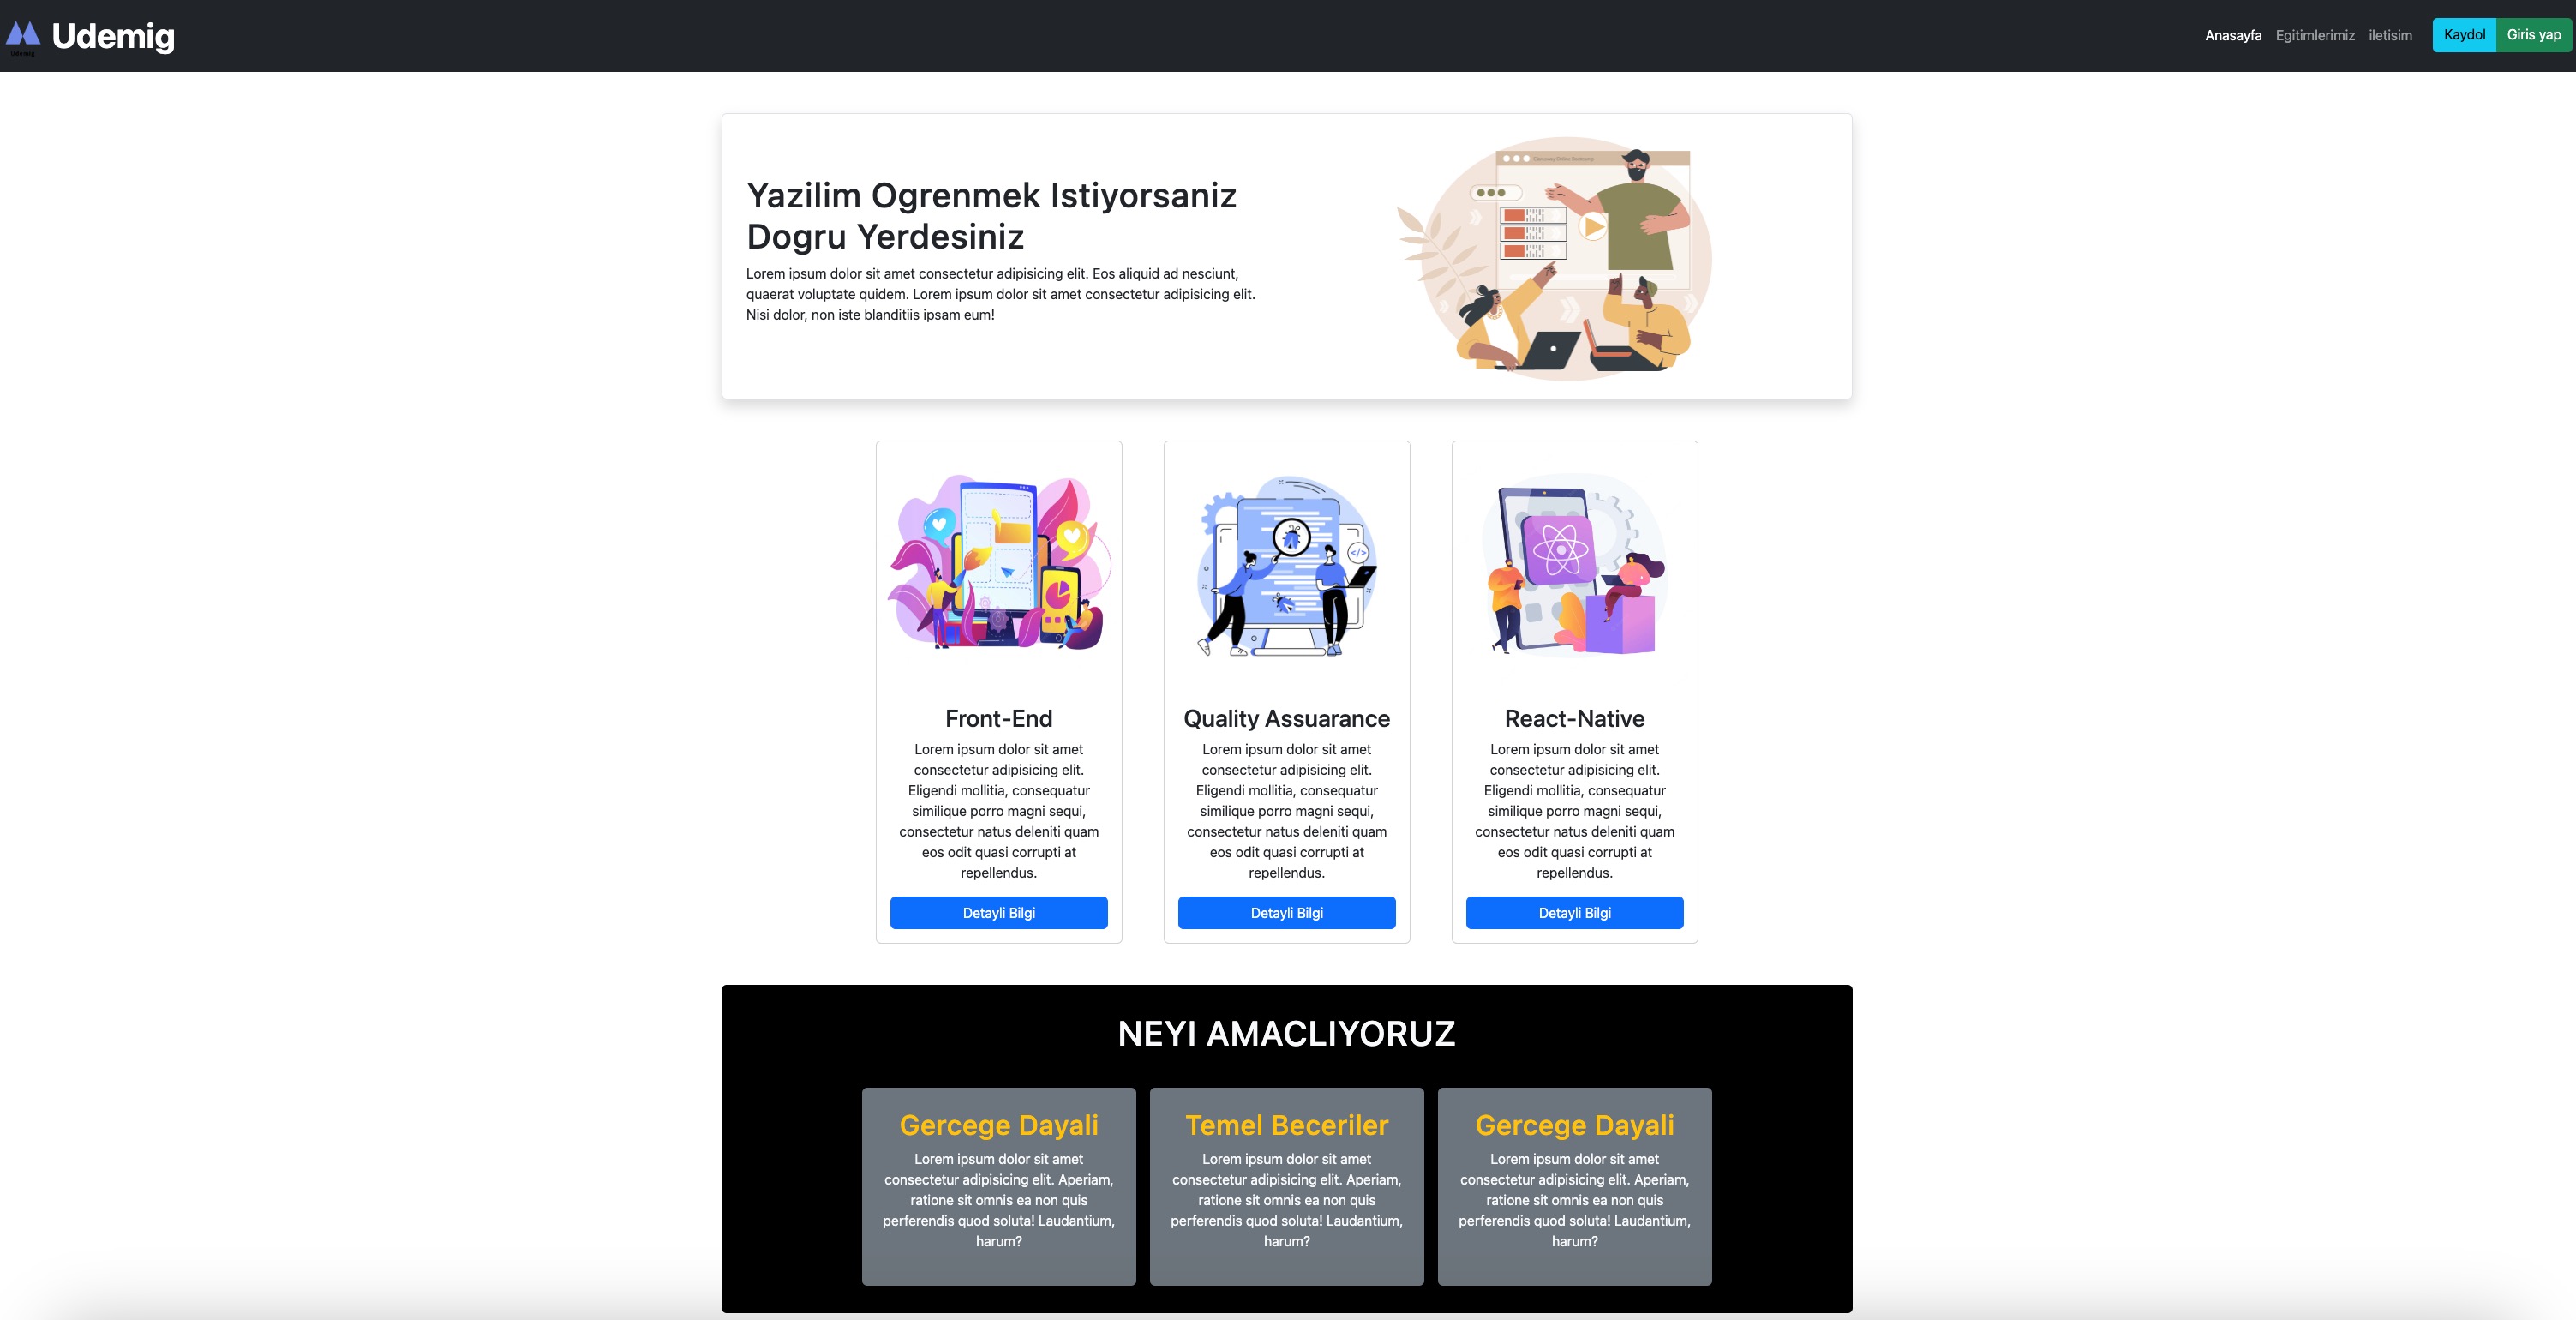 Udemig
Udemig
Anasayfa Egitimlerimiz iletisim Kaydol Giris yap
Yazilim Ogrenmek Istiyorsaniz
Dogru Yerdesiniz
Lorem ipsum dolor sit amet consectetur adipisicing elit. Eos aliquid ad nesciunt,
quaerat voluptate quidem. Lorem ipsum dolor sit amet consectetur adipisicing elit.
Nisi dolor, non iste blanditiis ipsam eum!
</>
Front-End
Lorem ipsum dolor sit amet
consectetur adipisicing elit.
Eligendi mollitia, consequatur
similique porro magni sequi,
consectetur natus deleniti quam
eos odit quasi corrupti at
repellendus.
Detayli Bilgi
Quality Assuarance
Lorem ipsum dolor sit amet
consectetur adipisicing elit.
Eligendi mollitia, consequatur
similique porro magni sequi,
consectetur natus deleniti quam
eos odit quasi corrupti at
repellendus.
Detayli Bilgi
React-Native
Lorem ipsum dolor sit amet
consectetur adipisicing elit.
Eligendi mollitia, consequatur
similique porro magni sequi,
consectetur natus deleniti quam
eos odit quasi corrupti at
repellendus.
Detayli Bilgi
NEYI AMACLIYORUZ
Gercege Dayali
Lorem ipsum dolor sit amet
consectetur adipisicing elit. Aperiam,
ratione sit omnis ea non quis
perferendis quod soluta! Laudantium,
harum?
Temel Beceriler
Lorem ipsum dolor sit amet
consectetur adipisicing elit. Aperiam,
ratione sit omnis ea non quis
perferendis quod soluta! Laudantium,
harum?
Gercege Dayali
Lorem ipsum dolor sit amet
consectetur adipisicing elit. Aperiam,
ratione sit omnis ea non quis
perferendis quod soluta! Laudantium,
harum?